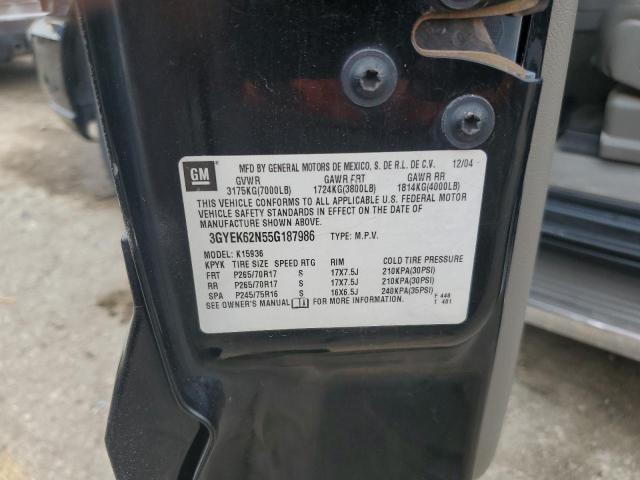 GM
MFD BY GENERAL MOTORS DE MEXICO, S. DE R.L. DE C.V. 12/04
GVWR GAWR FRT GAWR RR
3175KG(7000LB) 1724KG(3800LB) 1814KG(4000LB)
THIS VEHICLE CONFORMS TO ALL APPLICABLE U.S. FEDERAL MOTOR
VEHICLE SAFETY STANDARDS IN EFFECT ON THE DATE OF
MANUFACTURE SHOWN ABOVE.
3GYEK62N55G187986 TYPE: M.P.V.
MODEL: K15936
KPYK TIRE SIZE SPEED RTG RIM COLD TIRE PRESSURE
FRT P265/70R17 S 17X7.5J 210KPA(30PSI)
RR P265/70R17 S 17X7.5J 210KPA(30PSI)
SPA P245/75R16 S 16X6.5J 240KPA(35PSI)
SEE OWNER'S MANUAL FOR MORE INFORMATION.
F 448
T 401